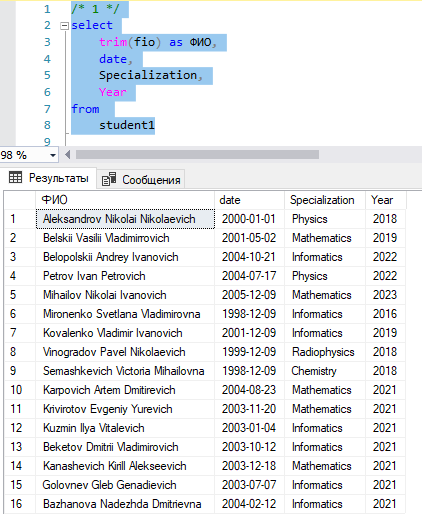 1 /* 1 */
2 select
3 trim(fio) as ФИО,
4 date,
5 Specialization,
6 Year
7 from
8 student1
9
98 %
Результаты Сообщения
ФИО date Specialization Year
1 Aleksandrov Nikolai Nikolaevich 2000-01-01 Physics 2018
2 Belskii Vasilii Vladimirrovich 2001-05-02 Mathematics 2019
3 Belopolskii Andrey Ivanovich 2004-10-21 Informatics 2022
4 Petrov Ivan Petrovich 2004-07-17 Physics 2022
5 Mihailov Nikolai Ivanovich 2005-12-09 Mathematics 2023
6 Mironenko Svetlana Vladimirovna 1998-12-09 Informatics 2016
7 Kovalenko Vladimir Ivanovich 2001-12-09 Informatics 2019
8 Vinogradov Pavel Nikolaevich 1999-12-09 Radiophysics 2018
9 Semashkevich Victoria Mihailovna 1998-12-09 Chemistry 2018
10 Karpovich Artem Dmitirevich 2004-08-23 Mathematics 2021
11 Krivirotov Evgeniy Yurevich 2003-11-20 Mathematics 2021
12 Kuzmin Ilya Vitalevich 2003-01-04 Informatics 2021
13 Beketov Dmitrii Vladimirovich 2003-10-12 Informatics 2021
14 Kanashevich Kirill Alekseevich 2003-12-18 Mathematics 2021
15 Golovnev Gleb Genadievich 2003-07-07 Informatics 2021
16 Bazhanova Nadezhda Dmitrievna 2004-02-12 Informatics 2021